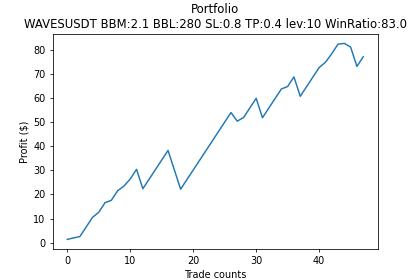 Portfolio
WAVESUSDT BBM:2.1 BBL:280 SL:0.8 TP:0.4 lev:10 WinRatio:83.0
80
70
60
50
40
30
20
10
0
Profit ($)
0 10 20 30 40
Trade counts